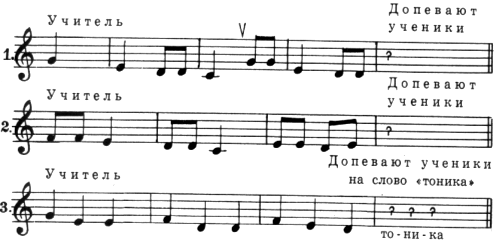 Учитель
Допевают
ученики
1.
V
?
Учитель
Допевают
ученики
2.
?
Учитель
Допевают ученики
на слово «тоника»
3.
? ? ?
то-ни-ка